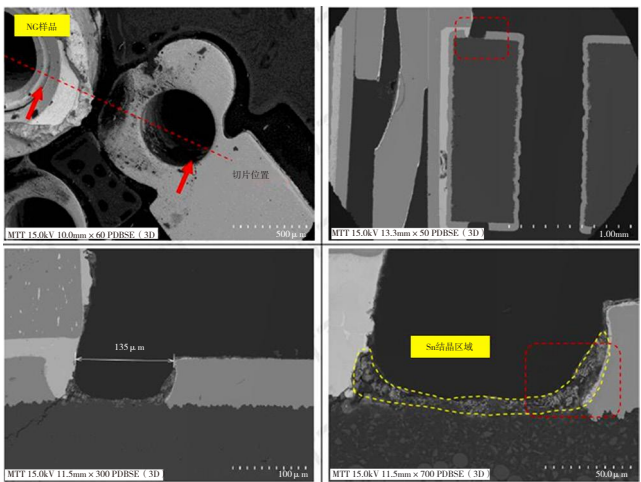 NG样品
切片位置
MTT 15.0kV 10.0mm×60 PDBSE（3D
500μm
MTT 15.0kV 13.3mm×50 PDBSE（3D）
1.00mm
135μm
MTT 15.0kV 11.5mm×300 PDBSE（3D
100μm
Sn结晶区域
MTT 15.0kV 11.5mm×700 PDBSE（3D）
50.0μm